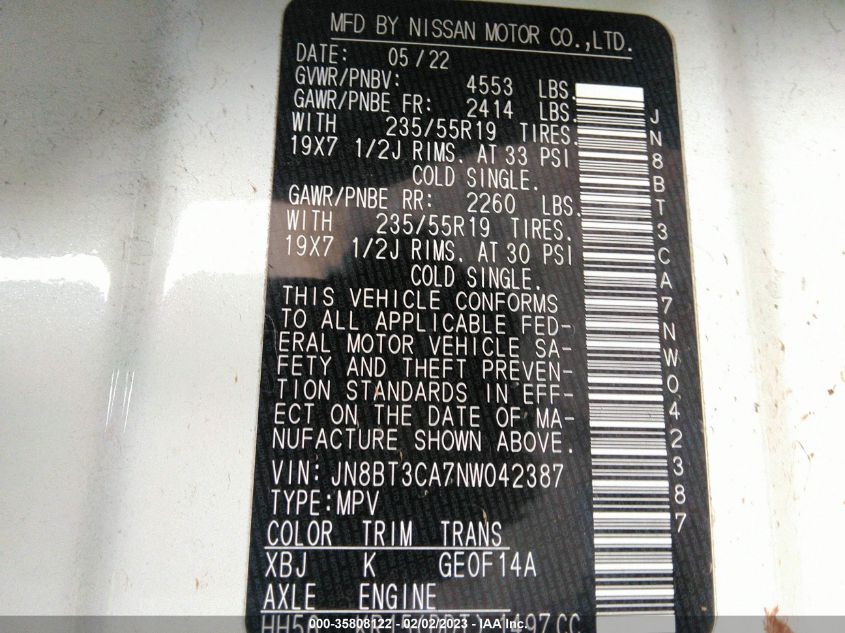 MFD BY NISSAN MOTOR CO.,LTD.
DATE: 05/22
GVWR/PNBV: 4553 LBS.
GAWR/PNBE FR: 2414 LBS.
WITH 235/55R19 TIRES.
19X7 1/2J RIMS. AT 33 PSI
COLD SINGLE.
GAWR/PNBE RR: 2260 LBS.
WITH 235/55R19 TIRES.
19X7 1/2J RIMS. AT 30 PSI
COLD SINGLE.
THIS VEHICLE CONFORMS
TO ALL APPLICABLE FED-
ERAL MOTOR VEHICLE SA-
FETY AND THEFT PREVEN-
TION STANDARDS IN EFF-
ECT ON THE DATE OF MA-
NUFACTURE SHOWN ABOVE.
VIN: JN8BT3CA7NW042387
TYPE:MPV
COLOR TRIM TRANS
XBJ K GE0F14A
AXLE ENGINE
CC
JN8BT3CA7NW042387
000-35808122 - 02/02/2023 - IAA Inc.